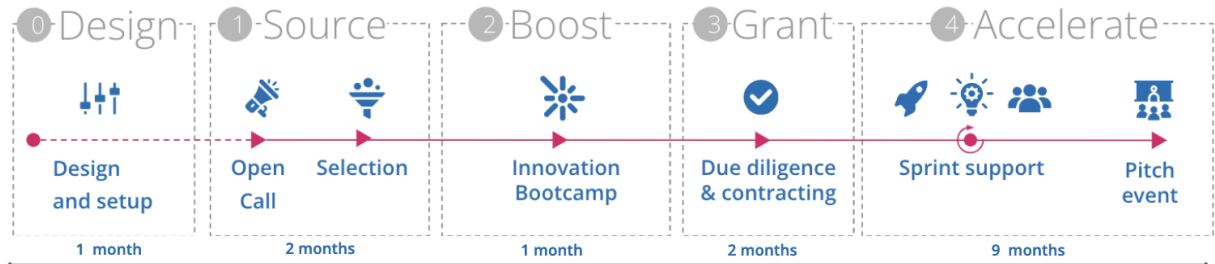 0 Design
1 Source
2 Boost
3 Grant
4 Accelerate
Design
and setup
Open
Call
Selection
Innovation
Bootcamp
Due diligence
& contracting
Sprint support
Pitch
event
1 month
2 months
1 month
2 months
9 months